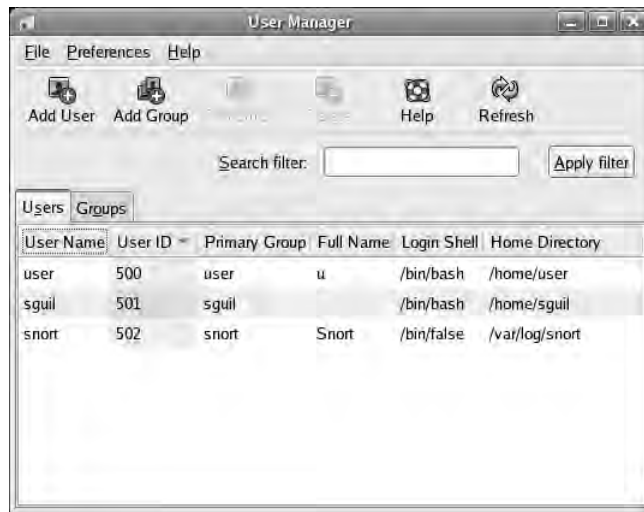 User Manager
File Preferences Help
Add User Add Group Help Refresh
Search filter: Apply filter
Users Groups
User Name User ID Primary Group Full Name Login Shell Home Directory
user 500 user u /bin/bash /home/user
sguil 501 sguil /bin/bash /home/sguil
snort 502 snort Snort /bin/false /var/log/snort